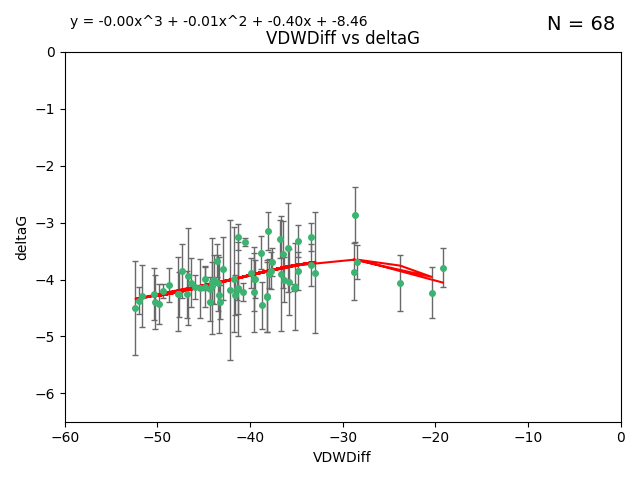 y = -0.00x^3 + -0.01x^2 + -0.40x + -8.46
N = 68
VDWDiff vs deltaG
0
−1
−2
−3
−4
−5
−6
deltaG
−60 −50 −40 −30 −20 −10 0
VDWDiff